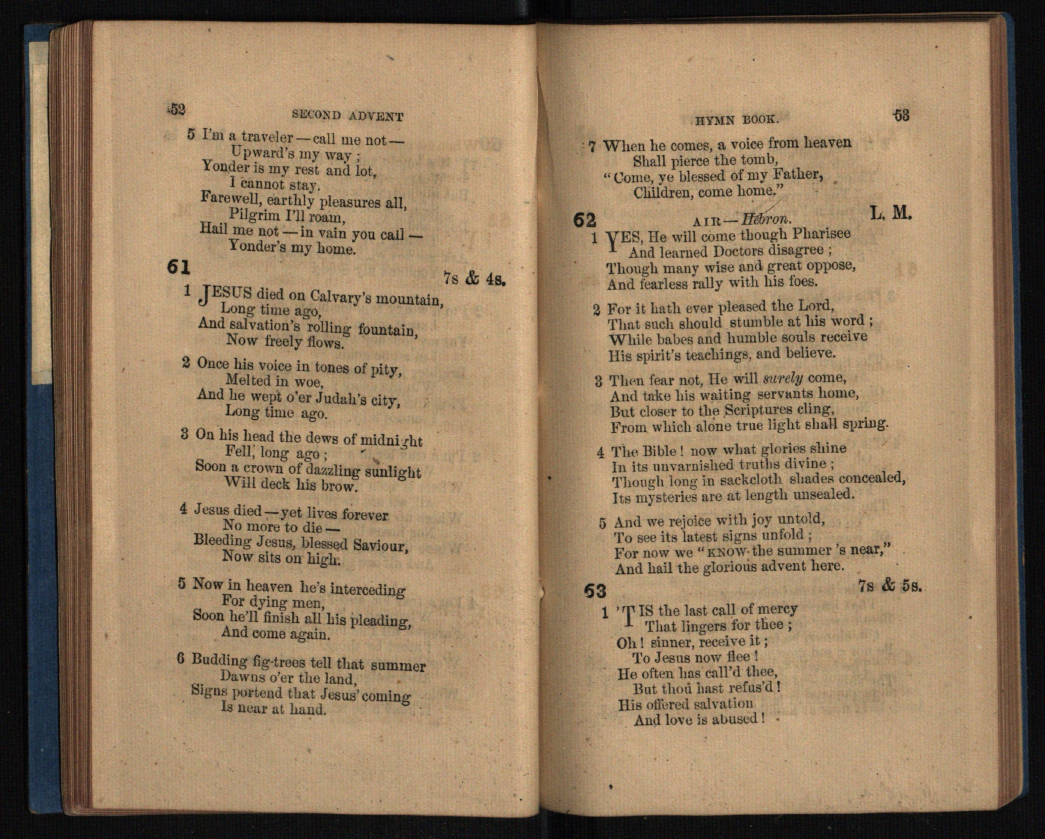 52
SECOND ADVENT
5 I'm a traveler — call me not —
Upward's my way ;
Yonder is my rest and lot,
I cannot stay.
Farewell, earthly pleasures all,
Pilgrim I'll roam,
Hail me not — in vain you call —
Yonder's my home.
61
7s & 4s.
1 JESUS died on Calvary's mountain,
Long time ago,
And salvation's rolling fountain,
Now freely flows.
2 Once his voice in tones of pity,
Melted in woe,
And he wept o'er Judah's city,
Long time ago.
3 On his head the dews of midnight
Fell, long ago ;
Soon a crown of dazzling sunlight
Will deck his brow.
4 Jesus died — yet lives forever
No more to die —
Bleeding Jesus, blessed Saviour,
Now sits on high.
5 Now in heaven he's interceding
For dying men,
Soon he'll finish all his pleading,
And come again.
6 Budding fig-trees tell that summer
Dawns o'er the land,
Signs portend that Jesus' coming
Is near at hand.
HYMN BOOK.
53
7 When he comes, a voice from heaven
Shall pierce the tomb,
" Come, ye blessed of my Father,
Children, come home."
62
AIR — Hebron.
L. M.
1 YES, He will come though Pharisee
And learned Doctors disagree ;
Though many wise and great oppose,
And fearless rally with his foes.
2 For it hath ever pleased the Lord,
That such should stumble at his word ;
While babes and humble souls receive
His spirit's teachings, and believe.
3 Then fear not, He will surely come,
And take his waiting servants home,
But closer to the Scriptures cling,
From which alone true light shall spring.
4 The Bible ! now what glories shine
In its unvarnished truths divine ;
Though long in sackcloth shades concealed,
Its mysteries are at length unsealed.
5 And we rejoice with joy untold,
To see its latest signs unfold ;
For now we " KNOW the summer 's near,"
And hail the glorious advent here.
63
7s & 5s.
1 'TIS the last call of mercy
That lingers for thee ;
Oh ! sinner, receive it ;
To Jesus now flee !
He often has call'd thee,
But thou hast refus'd !
His offered salvation
And love is abused !